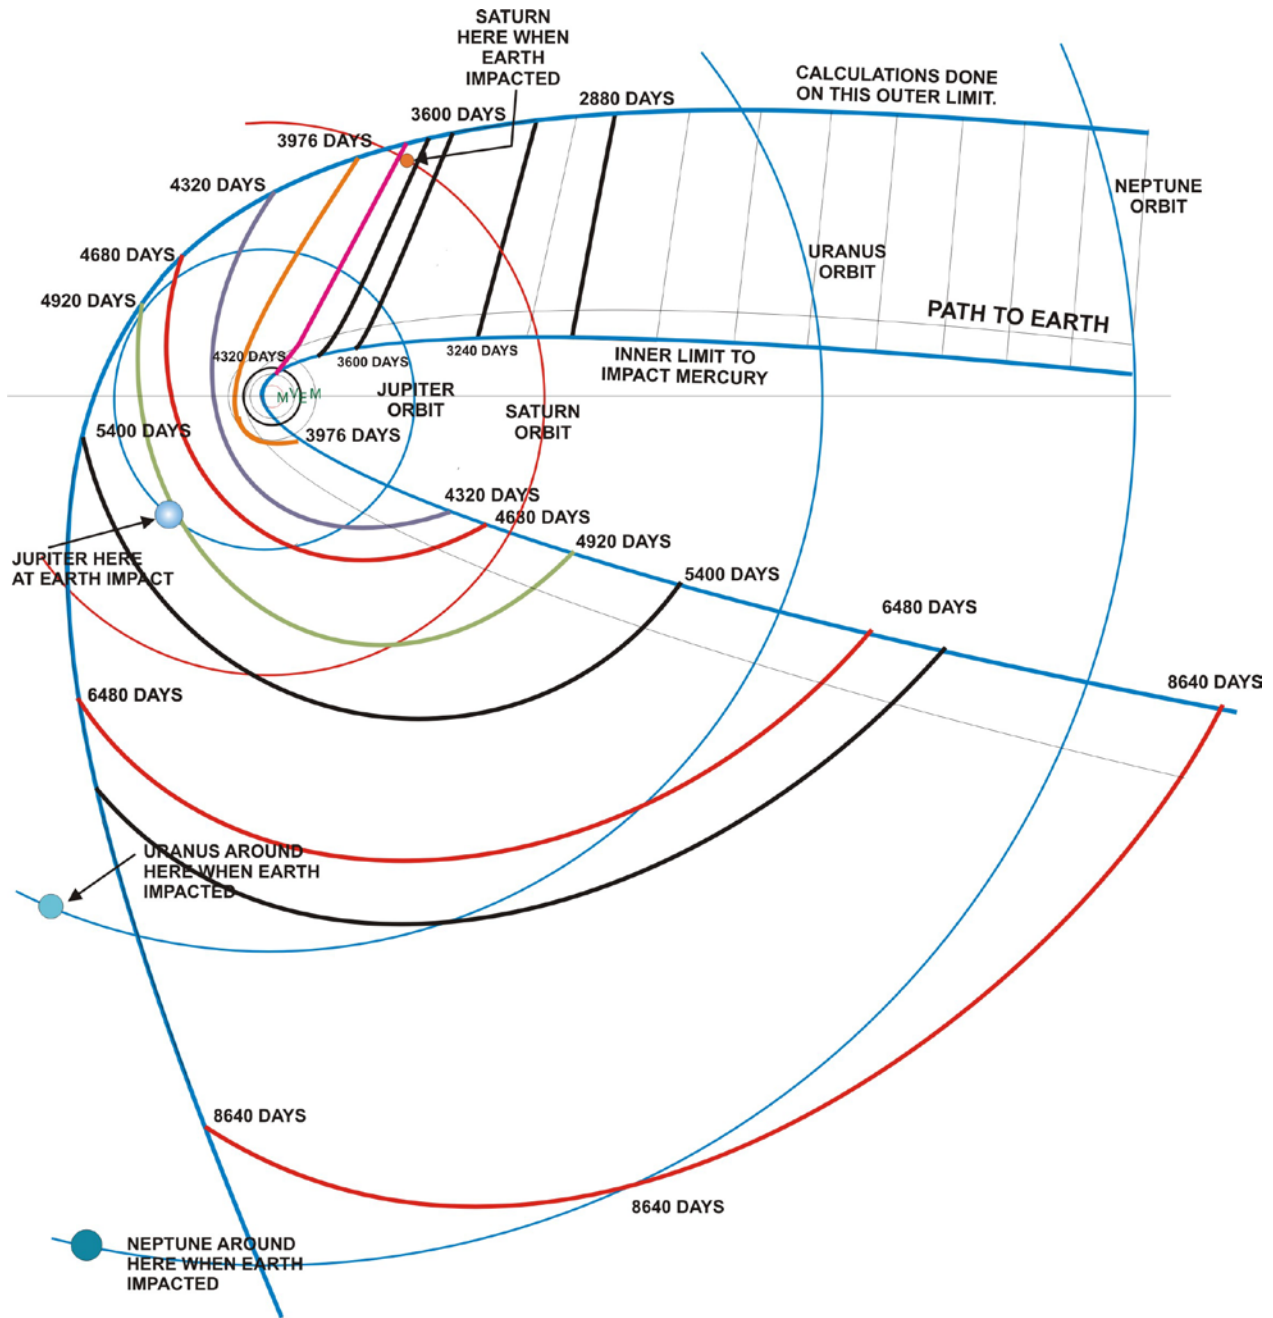 SATURN
HERE WHEN
EARTH
IMPACTED
CALCULATIONS DONE
ON THIS OUTER LIMIT.
2880 DAYS
3600 DAYS
3976 DAYS
4320 DAYS
NEPTUNE
ORBIT
URANUS
ORBIT
4680 DAYS
4920 DAYS
PATH TO EARTH
4320 DAYS
3600 DAYS
3240 DAYS
INNER LIMIT TO
IMPACT MERCURY
M V E M
JUPITER
ORBIT
SATURN
ORBIT
5400 DAYS
3976 DAYS
4320 DAYS
4680 DAYS
4920 DAYS
JUPITER HERE
AT EARTH IMPACT
5400 DAYS
6480 DAYS
8640 DAYS
6480 DAYS
URANUS AROUND
HERE WHEN EARTH
IMPACTED
8640 DAYS
8640 DAYS
NEPTUNE AROUND
HERE WHEN EARTH
IMPACTED